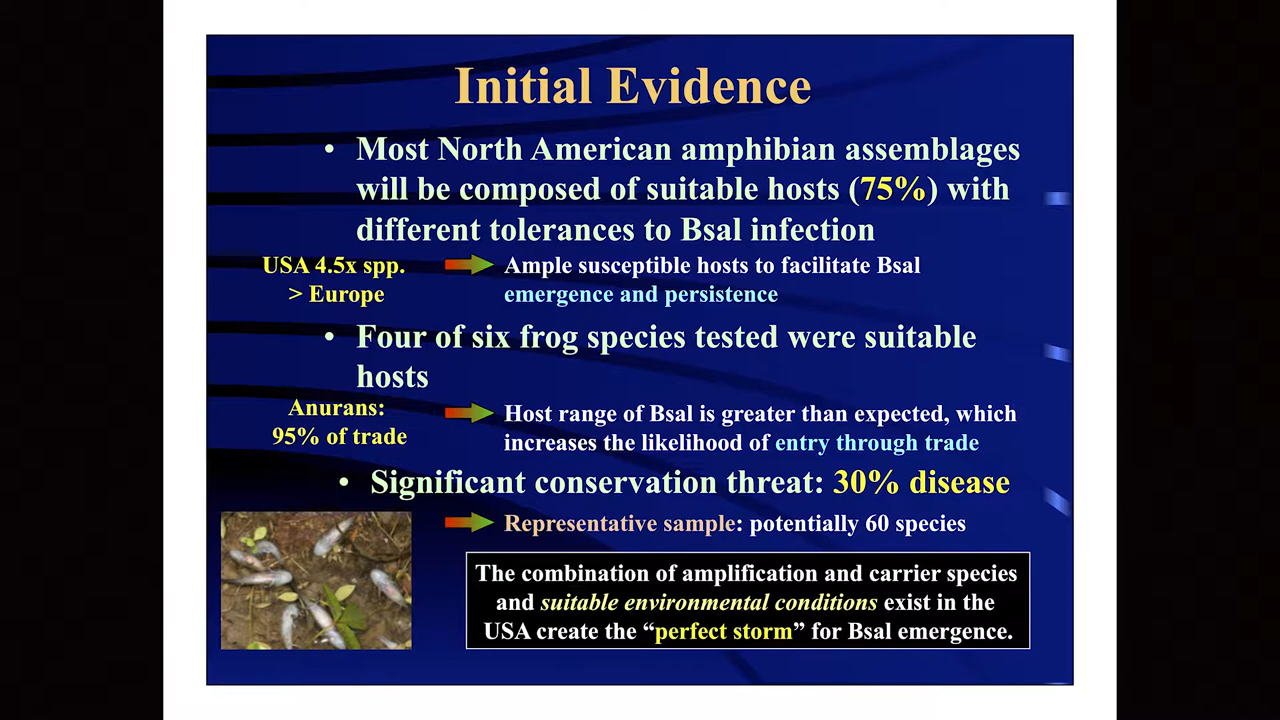 Initial Evidence
• Most North American amphibian assemblages
will be composed of suitable hosts (75%) with
different tolerances to Bsal infection
USA 4.5x spp.
> Europe
Ample susceptible hosts to facilitate Bsal
emergence and persistence
• Four of six frog species tested were suitable
hosts
Anurans:
95% of trade
Host range of Bsal is greater than expected, which
increases the likelihood of entry through trade
• Significant conservation threat: 30% disease
Representative sample: potentially 60 species
The combination of amplification and carrier species
and suitable environmental conditions exist in the
USA create the “perfect storm” for Bsal emergence.